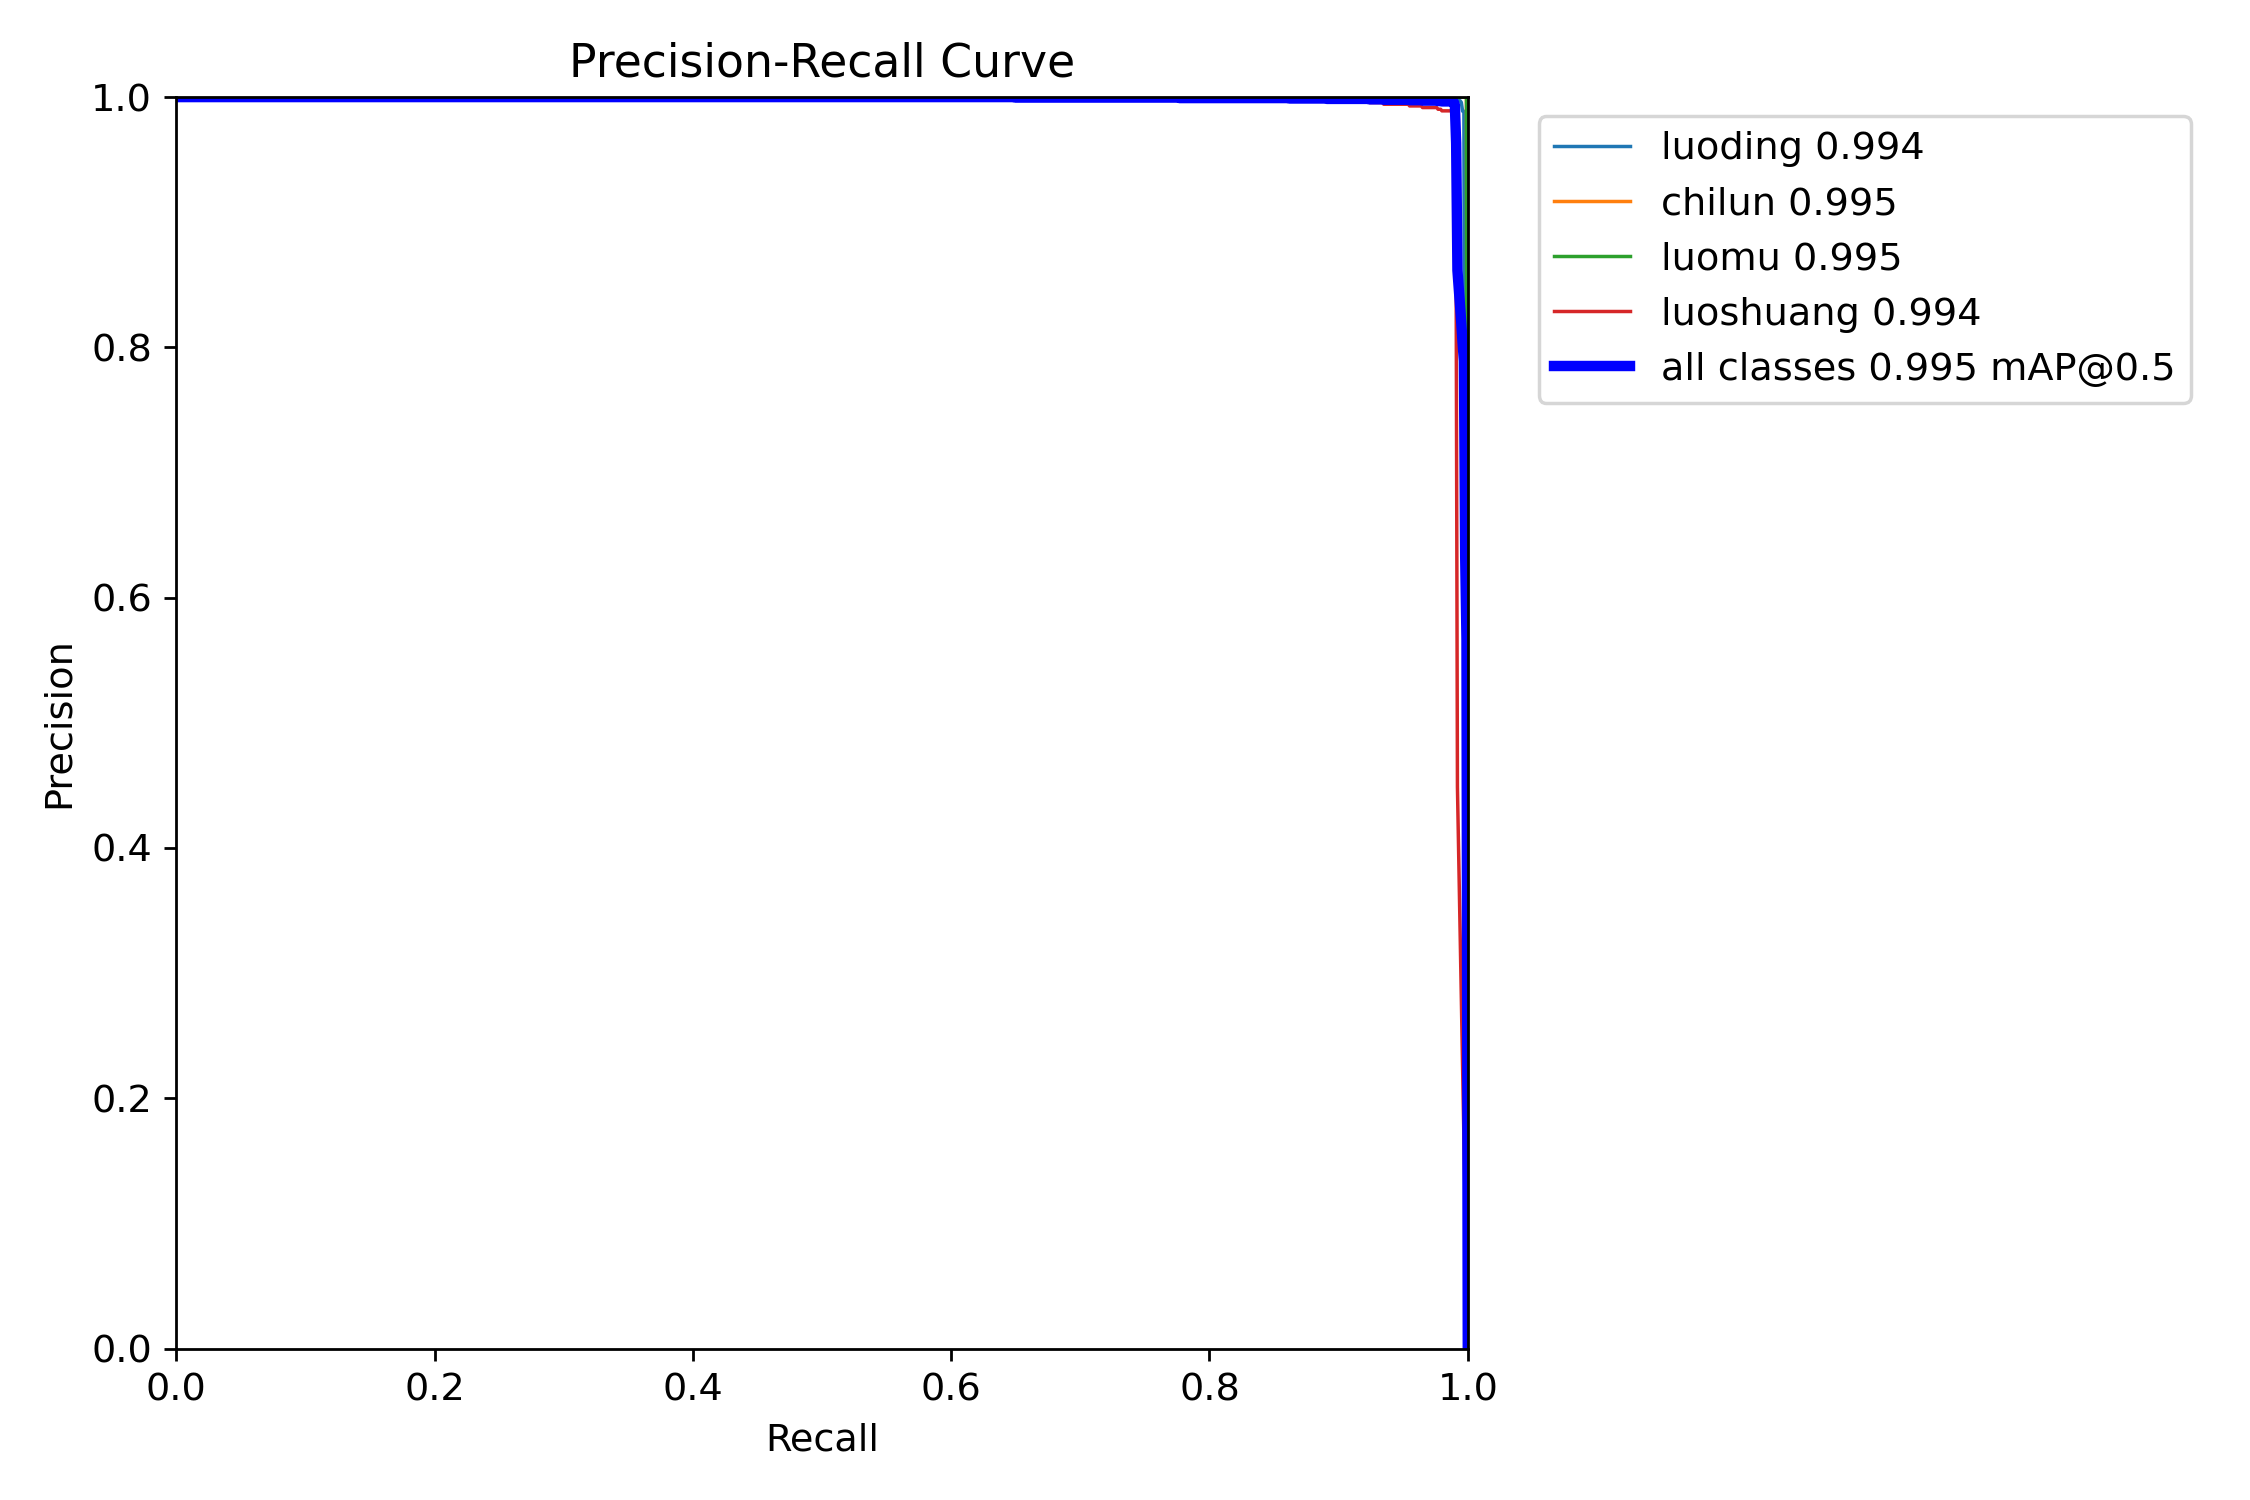 Precision-Recall Curve
1.0
0.8
0.6
0.4
0.2
0.0
Precision
0.0 0.2 0.4 0.6 0.8 1.0
Recall
luoding 0.994
chilun 0.995
luomu 0.995
luoshuang 0.994
all classes 0.995 mAP@0.5